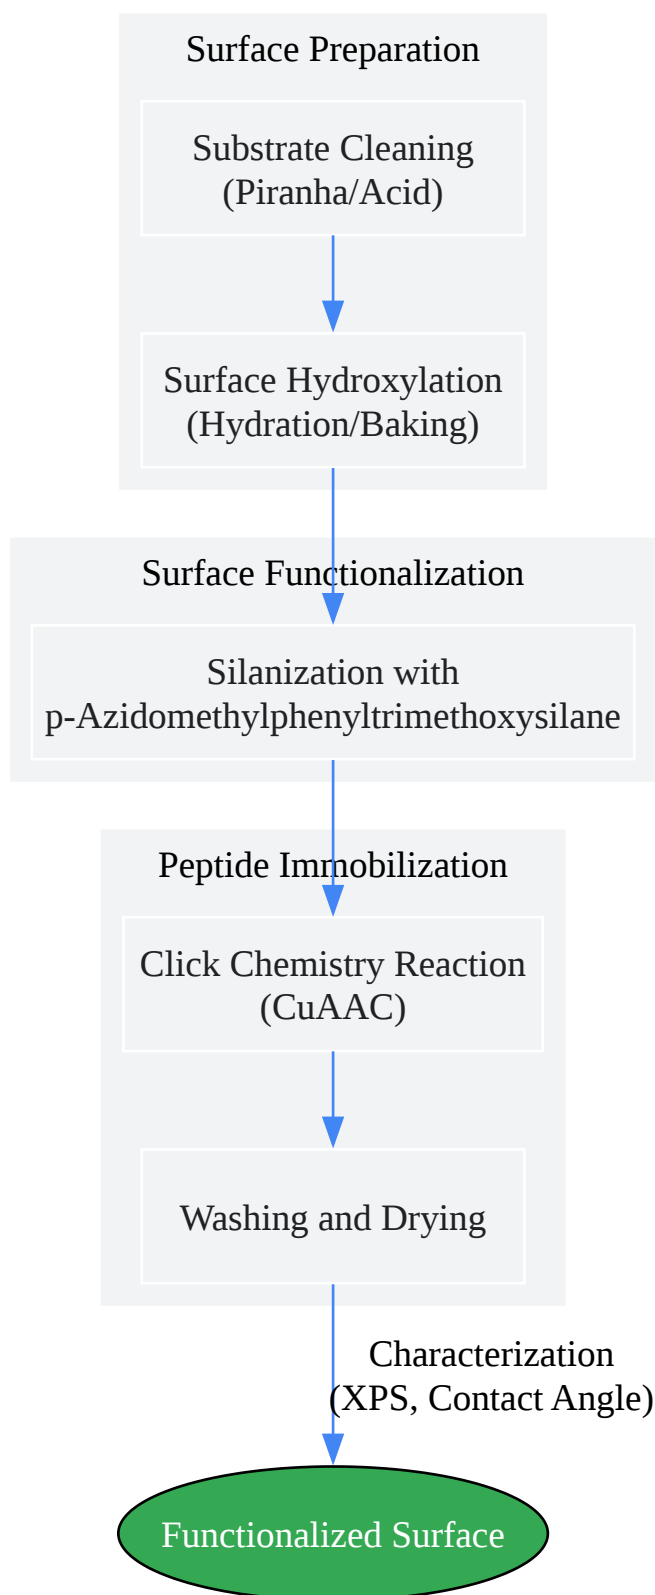 Surface Preparation
Substrate Cleaning
(Piranha/Acid)
Surface Hydroxylation
(Hydration/Baking)
Surface Functionalization
Silanization with
p-Azidomethylphenyltrimethoxysilane
Peptide Immobilization
Click Chemistry Reaction
(CuAAC)
Washing and Drying
Characterization
(XPS, Contact Angle)
Functionalized Surface